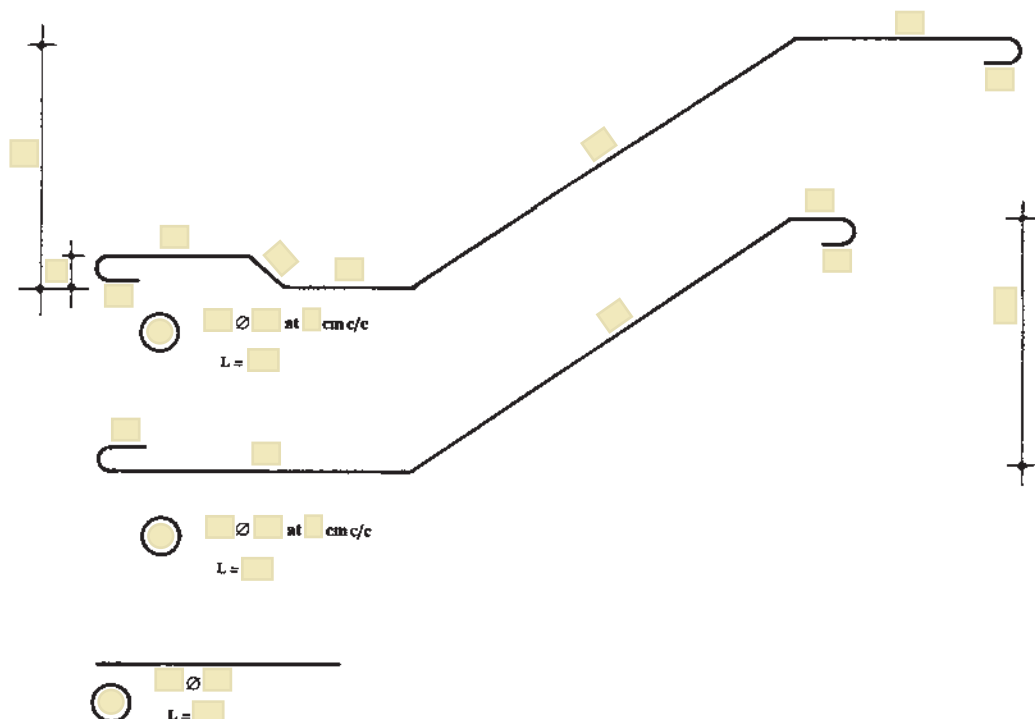 ∅ at cm c/c
L =
∅ at cm c/c
L =
∅
L =